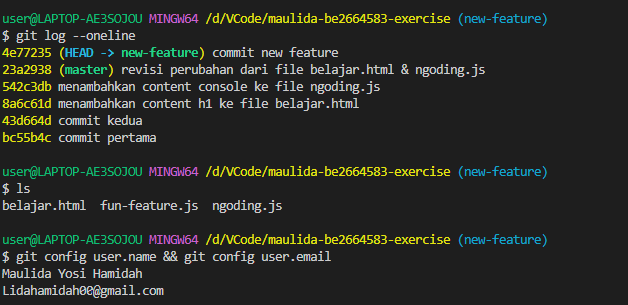 user@LAPTOP-AE3SOJOU MINGW64 /d/VCode/maulida-be2664583-exercise (new-feature)
$ git log --oneline
4e77235 (HEAD -> new-feature) commit new feature
23a2938 (master) revisi perubahan dari file belajar.html & ngoding.js
542c3db menambahkan content console ke file ngoding.js
8a6c61d menambahkan content h1 ke file belajar.html
43d664d commit kedua
bc55b4c commit pertama
user@LAPTOP-AE3SOJOU MINGW64 /d/VCode/maulida-be2664583-exercise (new-feature)
$ ls
belajar.html  fun-feature.js  ngoding.js
user@LAPTOP-AE3SOJOU MINGW64 /d/VCode/maulida-be2664583-exercise (new-feature)
$ git config user.name && git config user.email
Maulida Yosi Hamidah
Lidahamidah00@gmail.com